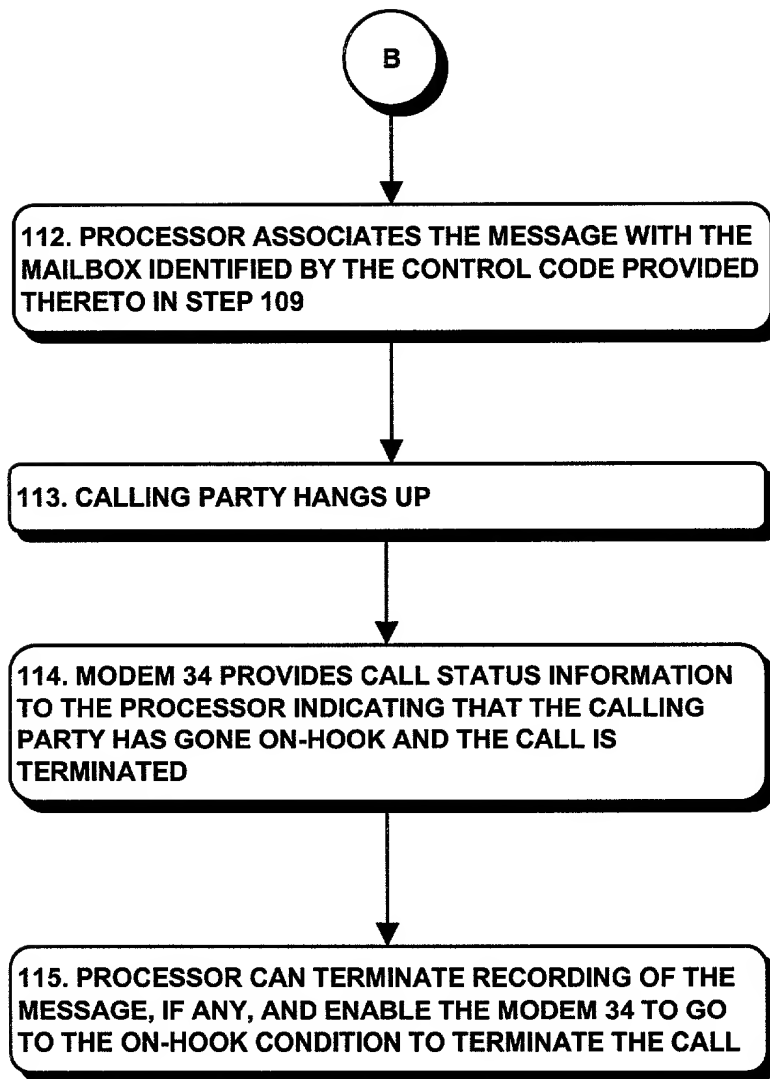 B
112. PROCESSOR ASSOCIATES THE MESSAGE WITH THE
MAILBOX IDENTIFIED BY THE CONTROL CODE PROVIDED
THERETO IN STEP 109
113. CALLING PARTY HANGS UP
114. MODEM 34 PROVIDES CALL STATUS INFORMATION
TO THE PROCESSOR INDICATING THAT THE CALLING
PARTY HAS GONE ON-HOOK AND THE CALL IS
TERMINATED
115. PROCESSOR CAN TERMINATE RECORDING OF THE
MESSAGE, IF ANY, AND ENABLE THE MODEM 34 TO GO
TO THE ON-HOOK CONDITION TO TERMINATE THE CALL